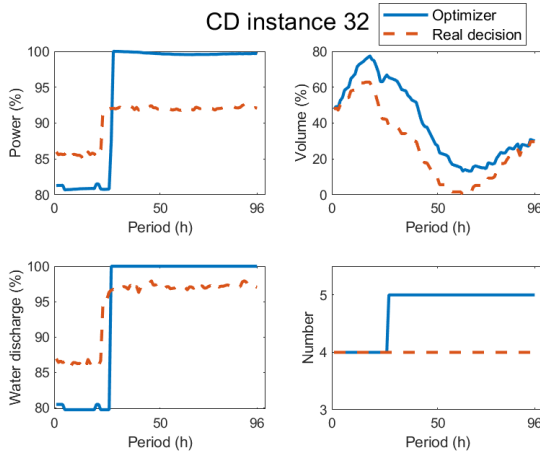 CD instance 32
Optimizer
Real decision
100
95
90
85
80
0
50
96
Power (%)
Period (h)
80
60
40
20
0
0
50
96
Volume (%)
Period (h)
100
95
90
85
80
0
50
96
Water discharge (%)
Period (h)
5
4
3
0
50
96
Number
Period (h)